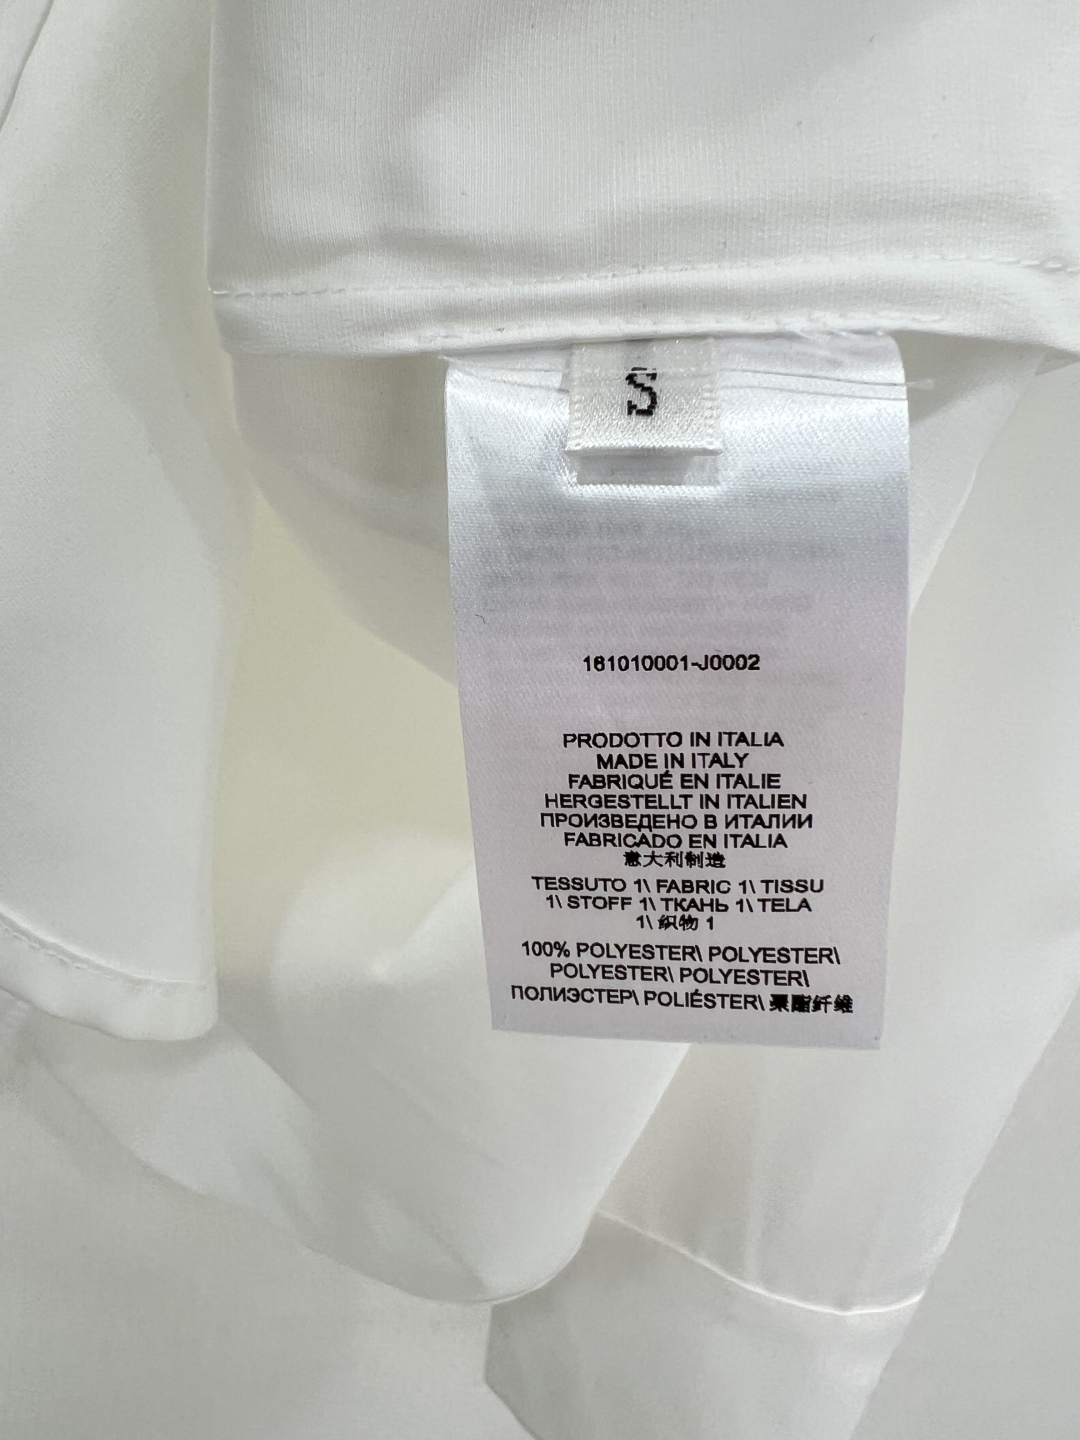 S
161010001-J0002
PRODOTTO IN ITALIA
MADE IN ITALY
FABRIQUÉ EN ITALIE
HERGESTELLT IN ITALIEN
ПРОИЗВЕДЕНО В ИТАЛИИ
FABRICADO EN ITALIA
意大利制造
TESSUTO 1\ FABRIC 1\ TISSU
1\ STOFF 1\ ТКАНЬ 1\ TELA
1\ 织物 1
100% POLYESTER\ POLYESTER\
POLYESTER\ POLYESTER\
ПОЛИЭСТЕР\ POLIÉSTER\ 聚酯纤维